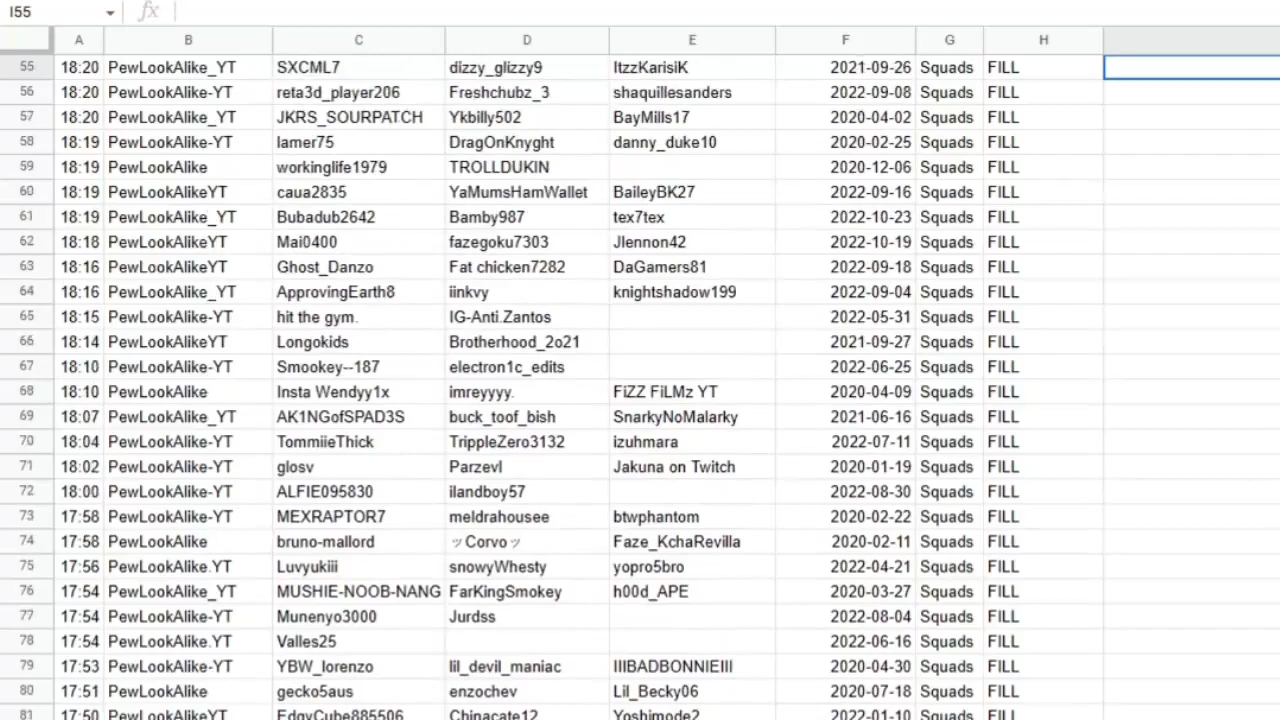 I55 fx
A B C D E F G H
55 18:20 PewLookAlike_YT SXCML7 dizzy_glizzy9 ItzzKarisiK 2021-09-26 Squads FILL
56 18:20 PewLookAlike-YT reta3d_player206 Freshchubz_3 shaquillesanders 2022-09-08 Squads FILL
57 18:20 PewLookAlike_YT JKRS_SOURPATCH Ykbilly502 BayMills17 2020-04-02 Squads FILL
58 18:19 PewLookAlike-YT lamer75 DragOnKnyght danny_duke10 2020-02-25 Squads FILL
59 18:19 PewLookAlike workinglife1979 TROLLDUKIN 2020-12-06 Squads FILL
60 18:19 PewLookAlikeYT caua2835 YaMumsHamWallet BaileyBK27 2022-09-16 Squads FILL
61 18:19 PewLookAlike_YT Bubadub2642 Bamby987 tex7tex 2022-10-23 Squads FILL
62 18:18 PewLookAlikeYT Mai0400 fazegoku7303 Jlennon42 2022-10-19 Squads FILL
63 18:16 PewLookAlikeYT Ghost_Danzo Fat chicken7282 DaGamers81 2022-09-18 Squads FILL
64 18:16 PewLookAlike_YT ApprovingEarth8 iinkvy knightshadow199 2022-09-04 Squads FILL
65 18:15 PewLookAlike-YT hit the gym. IG-Anti.Zantos 2022-05-31 Squads FILL
66 18:14 PewLookAlikeYT Longokids Brotherhood_2o21 2021-09-27 Squads FILL
67 18:10 PewLookAlike-YT Smookey--187 electron1c_edits 2022-06-25 Squads FILL
68 18:10 PewLookAlike Insta Wendyy1x imreyyyy. FiZZ FiLMz YT 2020-04-09 Squads FILL
69 18:07 PewLookAlike_YT AK1NGofSPAD3S buck_toof_bish SnarkyNoMalarky 2021-06-16 Squads FILL
70 18:04 PewLookAlike-YT TommiieThick TrippleZero3132 izuhmara 2022-07-11 Squads FILL
71 18:02 PewLookAlike-YT glosv Parzevl Jakuna on Twitch 2020-01-19 Squads FILL
72 18:00 PewLookAlike-YT ALFIE095830 ilandboy57 2022-08-30 Squads FILL
73 17:58 PewLookAlike-YT MEXRAPTOR7 meldrahousee btwphantom 2020-02-22 Squads FILL
74 17:58 PewLookAlike bruno-mallord ッCorvoッ Faze_KchaRevilla 2020-02-11 Squads FILL
75 17:56 PewLookAlike.YT Luvyukiii snowyWhesty yopro5bro 2022-04-21 Squads FILL
76 17:54 PewLookAlike_YT MUSHIE-NOOB-NANG FarKingSmokey h00d_APE 2020-03-27 Squads FILL
77 17:54 PewLookAlike-YT Munenyo3000 Jurdss 2022-08-04 Squads FILL
78 17:54 PewLookAlike.YT Valles25 2022-06-16 Squads FILL
79 17:53 PewLookAlike-YT YBW_lorenzo lil_devil_maniac IIIBADBONNIEIII 2020-04-30 Squads FILL
80 17:51 PewLookAlike gecko5aus enzochev Lil_Becky06 2020-07-18 Squads FILL
81 17:50 PewLookAlikeYT EdgyCube885506 Chinacate12 Yoshimode2 2022-01-10 Squads FILL